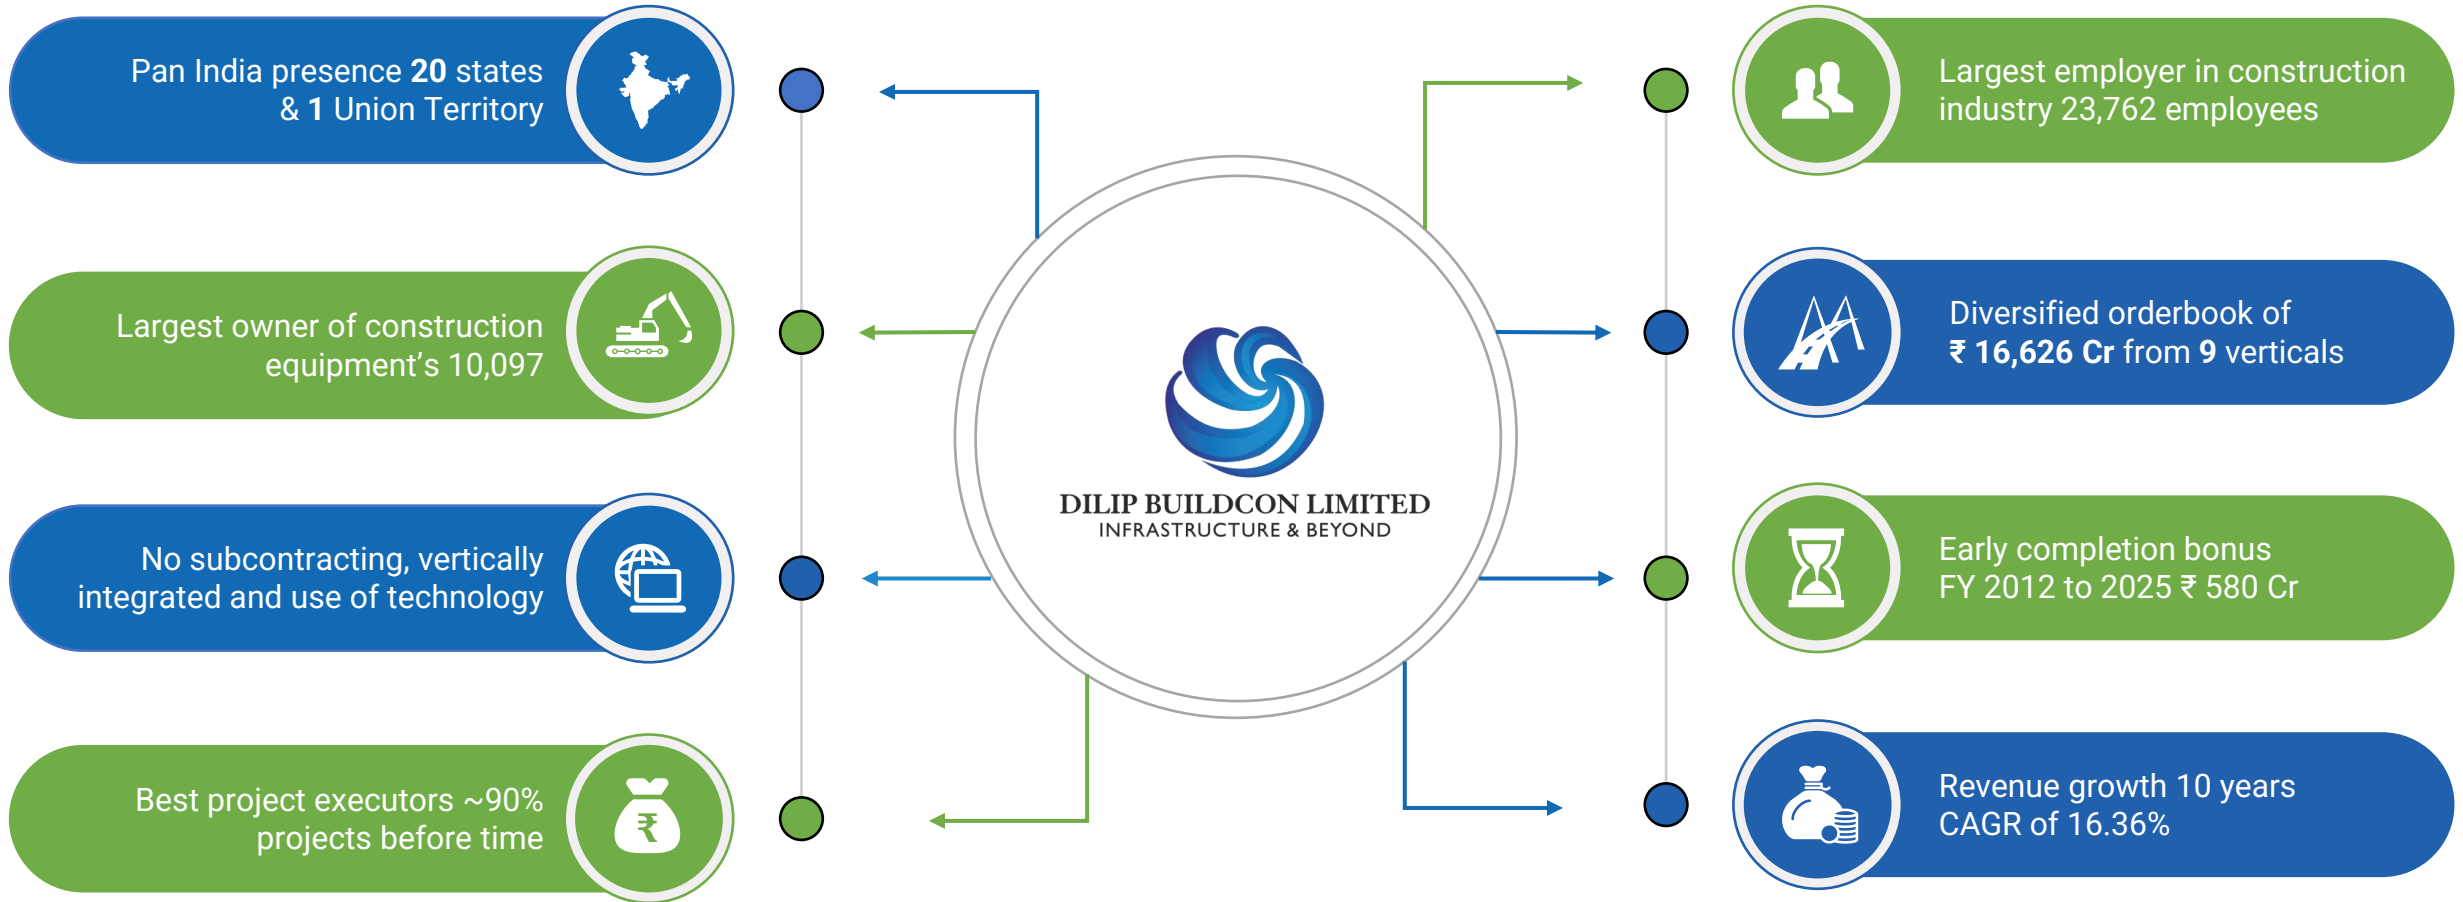 Pan India presence 20 states
& 1 Union Territory
Largest owner of construction
equipment’s 10,097
No subcontracting, vertically
integrated and use of technology
Best project executors ~90%
projects before time
₹
DILIP BUILDCON LIMITED
INFRASTRUCTURE & BEYOND
Largest employer in construction
industry 23,762 employees
Diversified orderbook of
₹ 16,626 Cr from 9 verticals
Early completion bonus
FY 2012 to 2025 ₹ 580 Cr
Revenue growth 10 years
CAGR of 16.36%